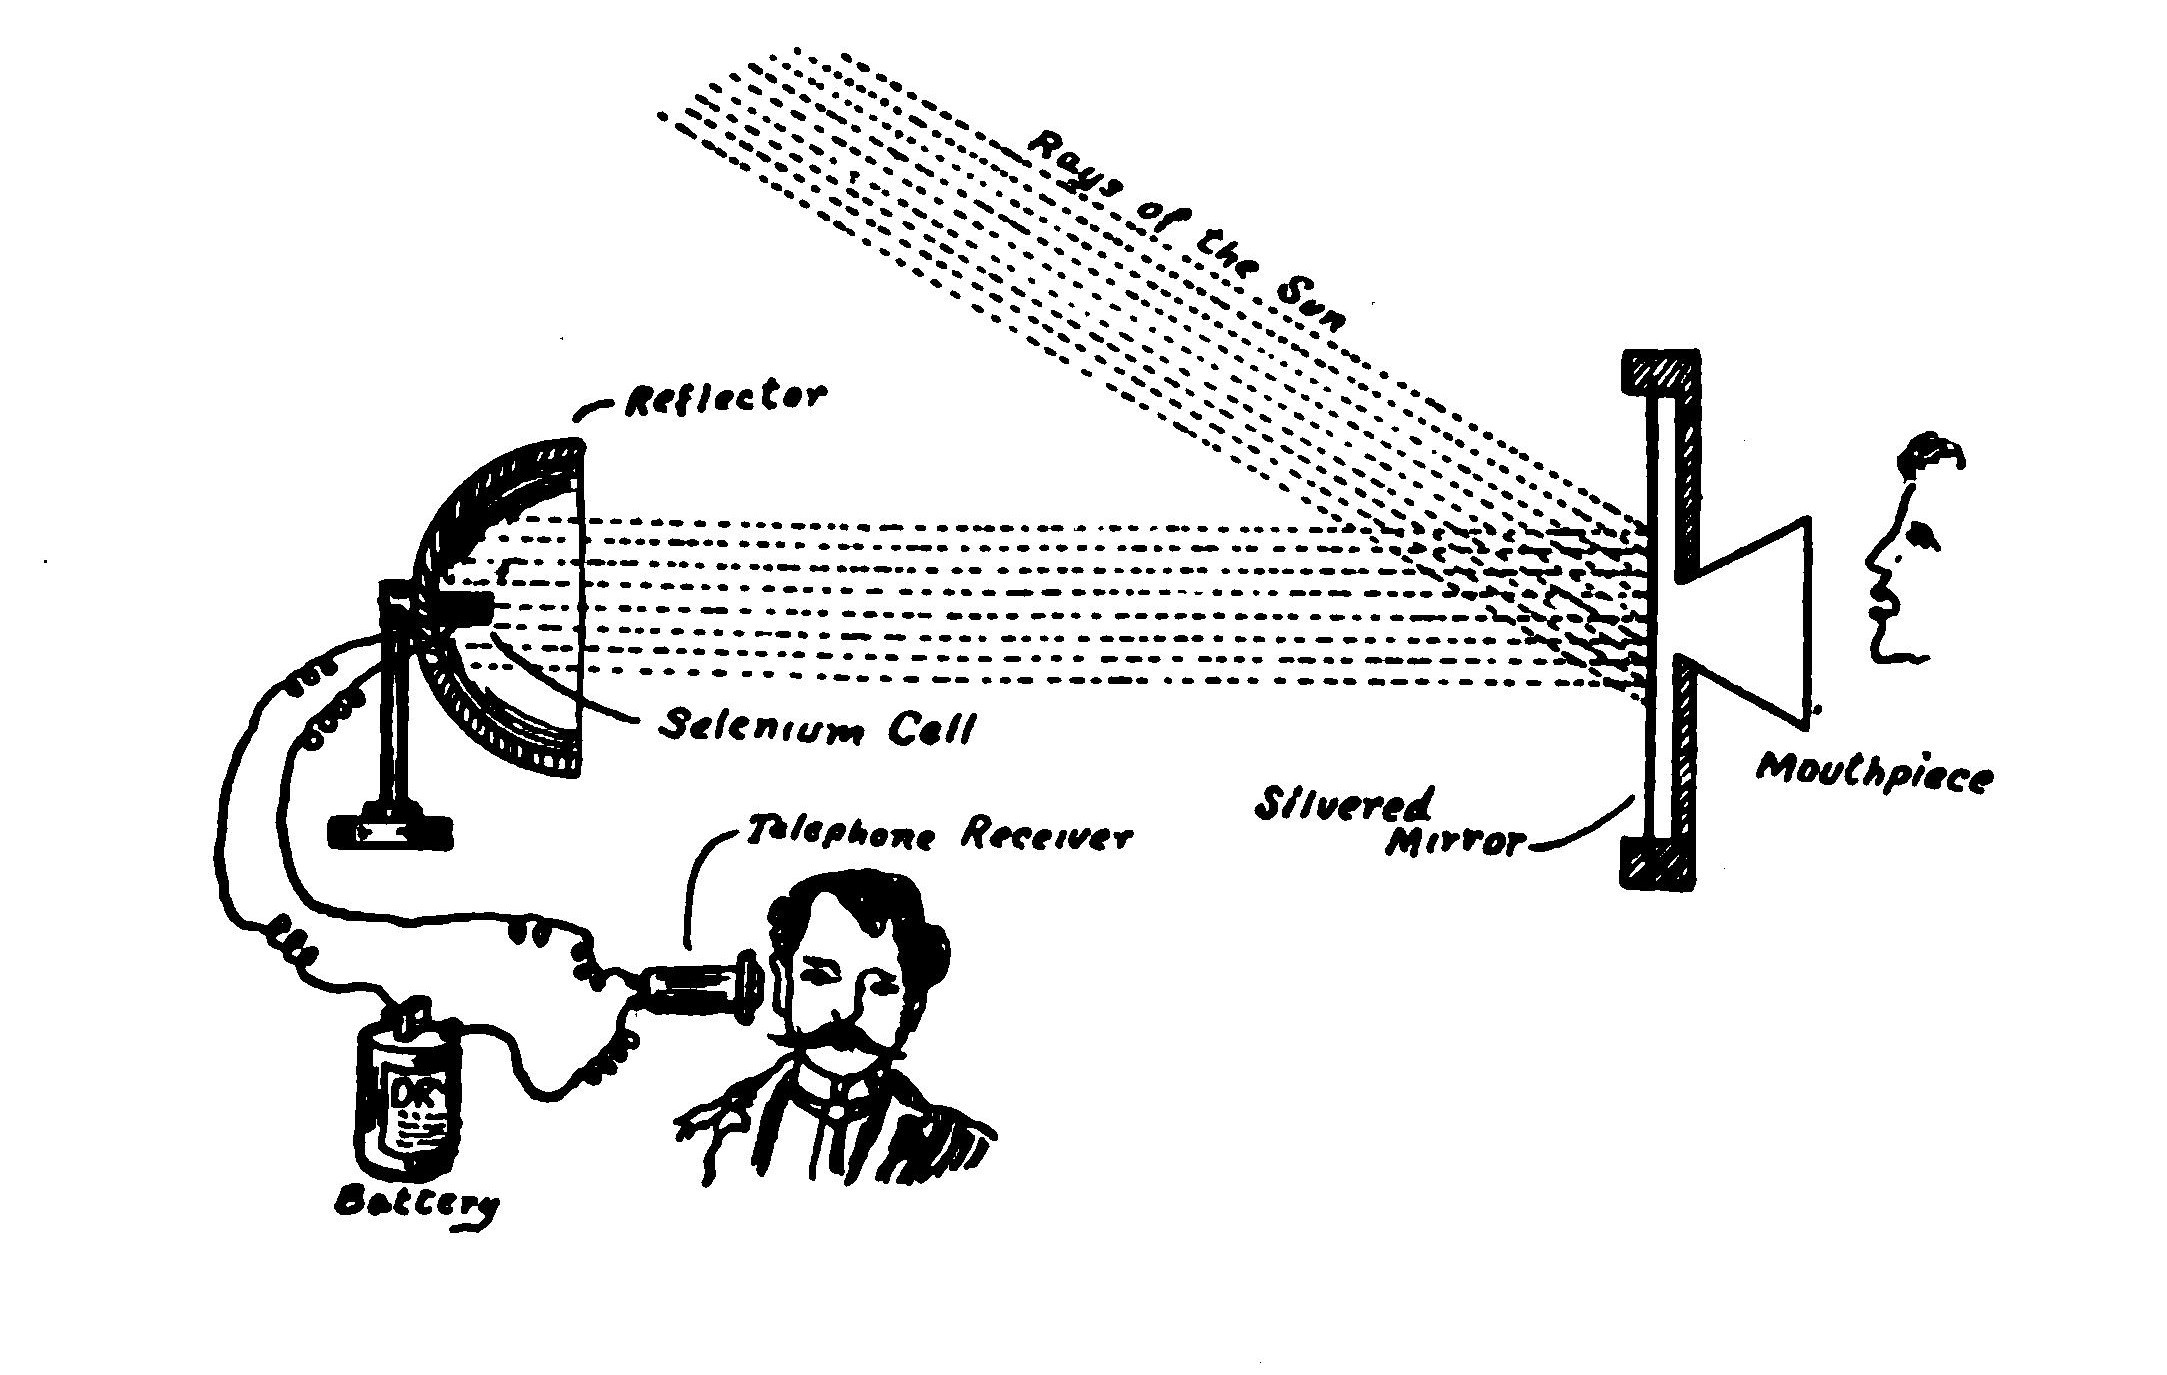 Rays of the Sun
Reflector
Selenium Cell
Mouthpiece
Silvered
Mirror
Telephone Receiver
Battery